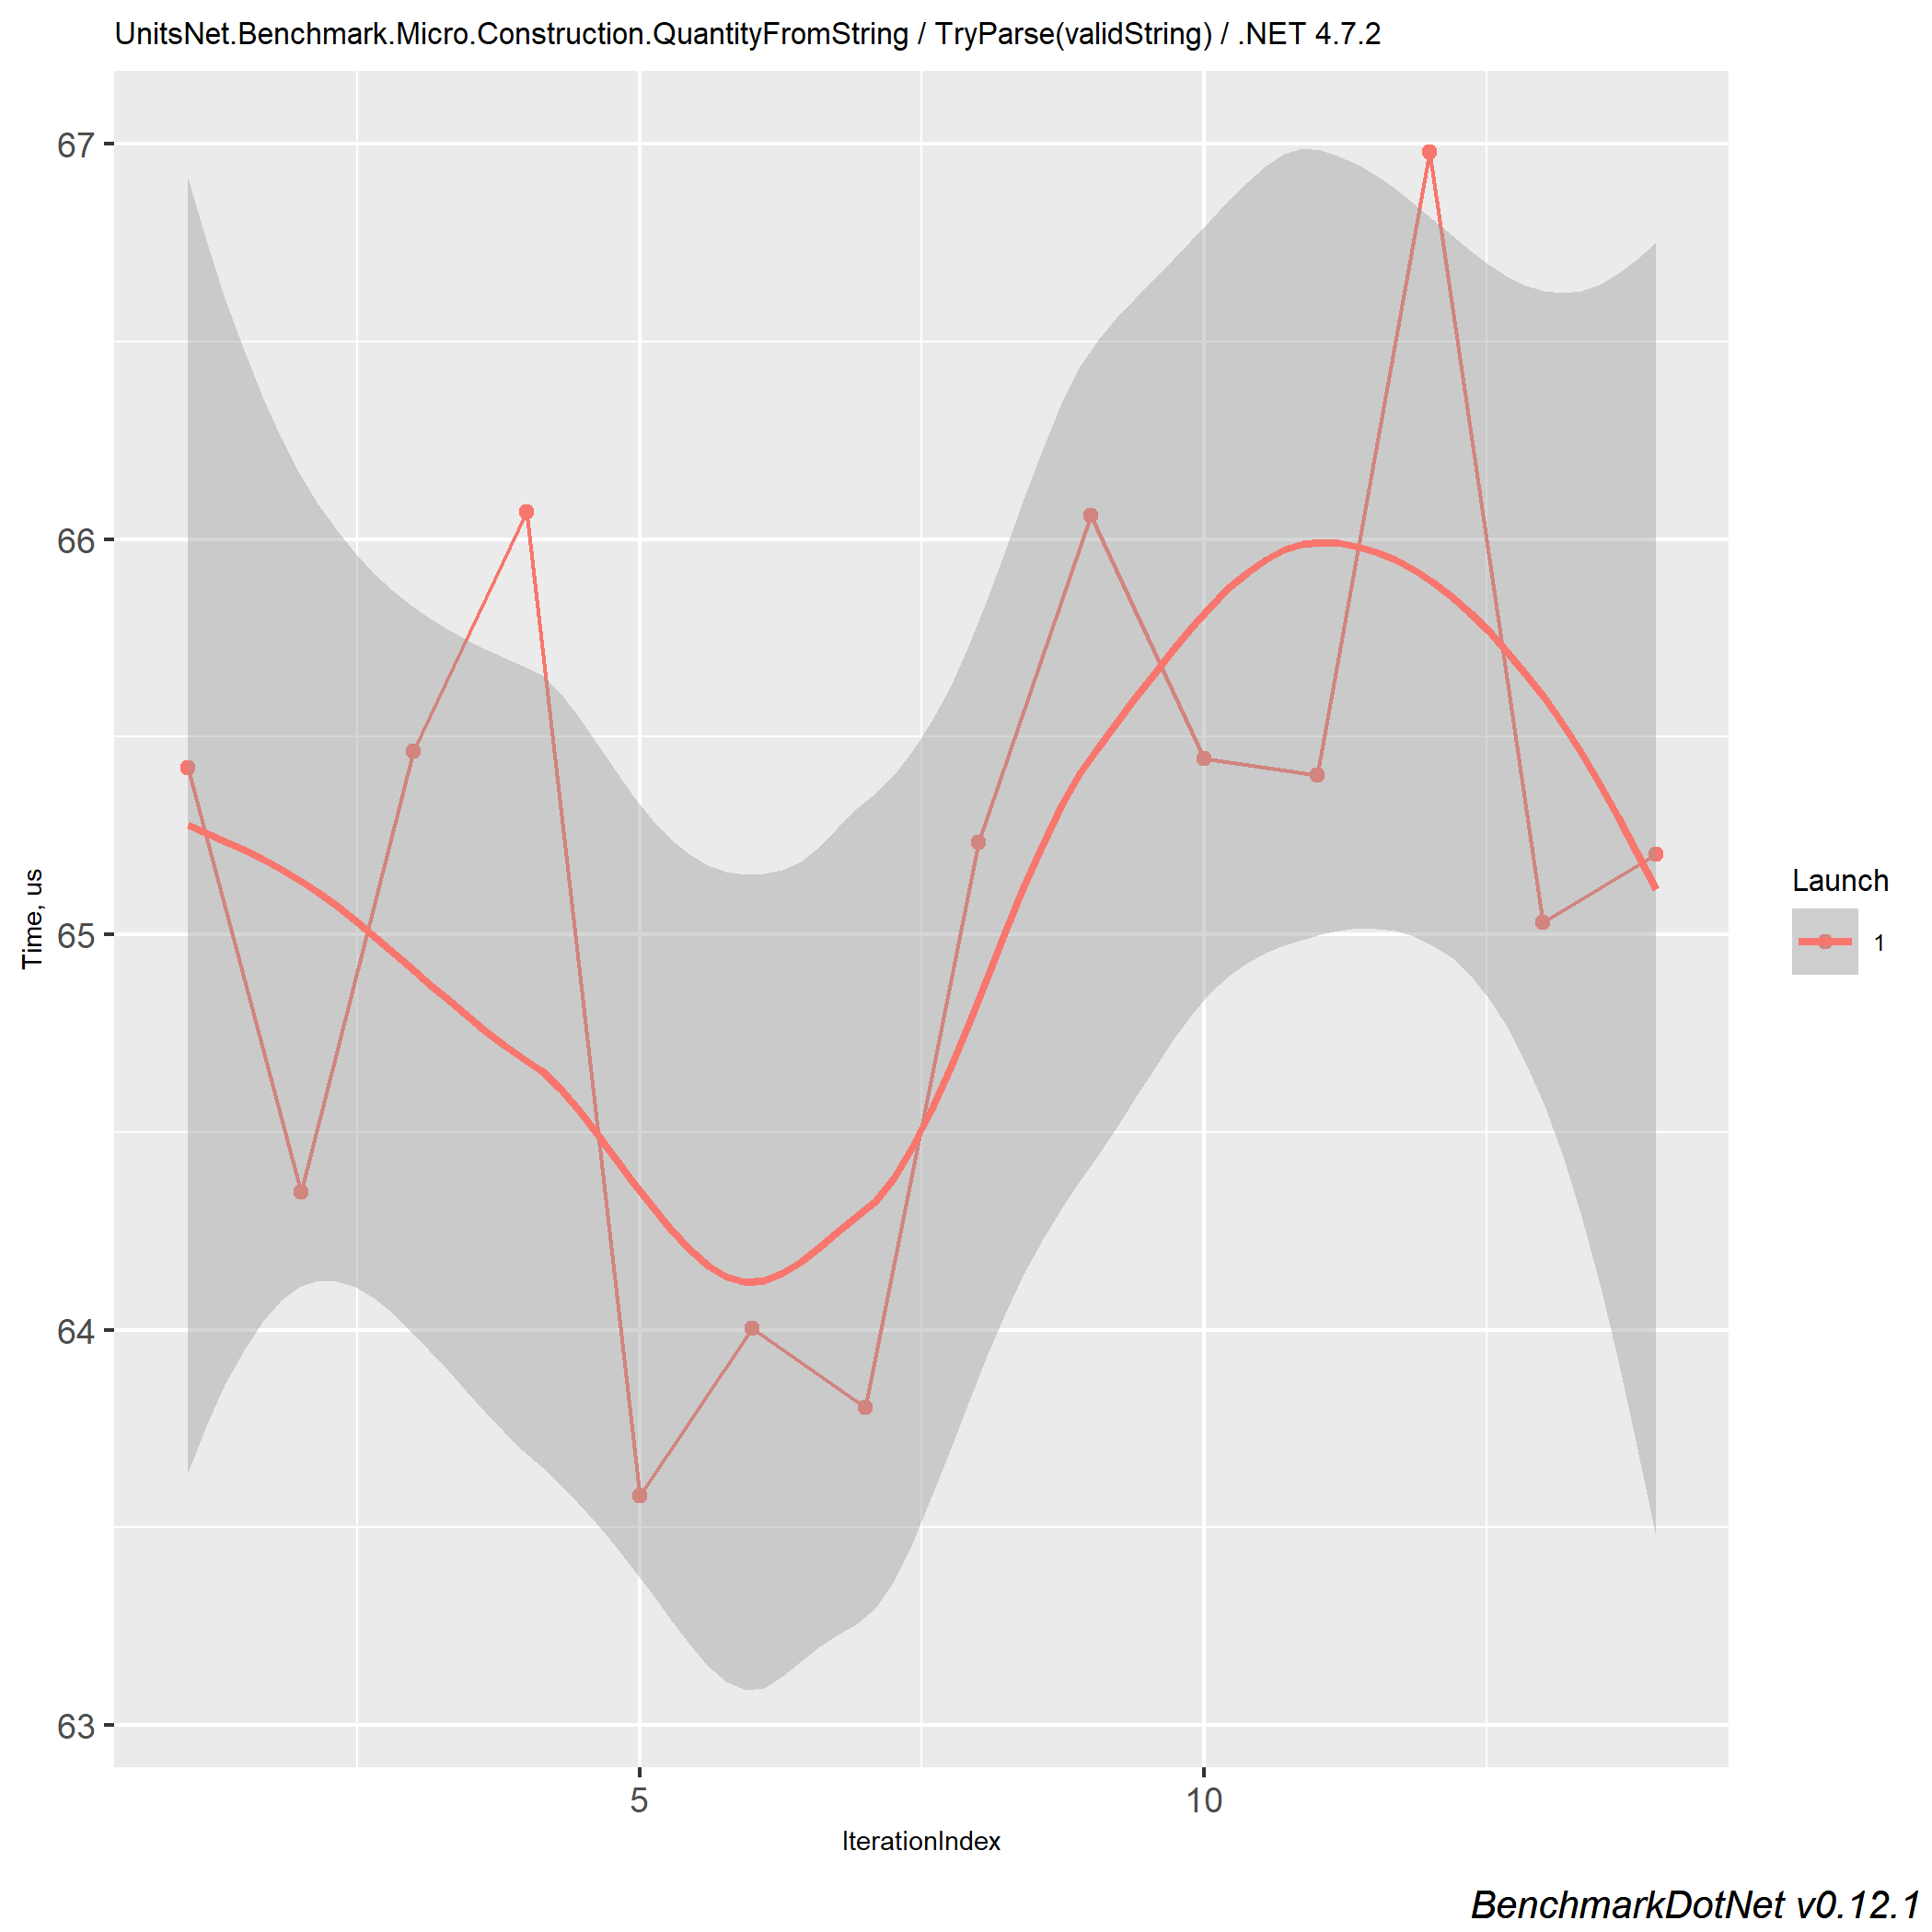 UnitsNet.Benchmark.Micro.Construction.QuantityFromString / TryParse(validString) / .NET 4.7.2
67
66
65
64
63
Time, us
5
10
IterationIndex
Launch
1
BenchmarkDotNet v0.12.1